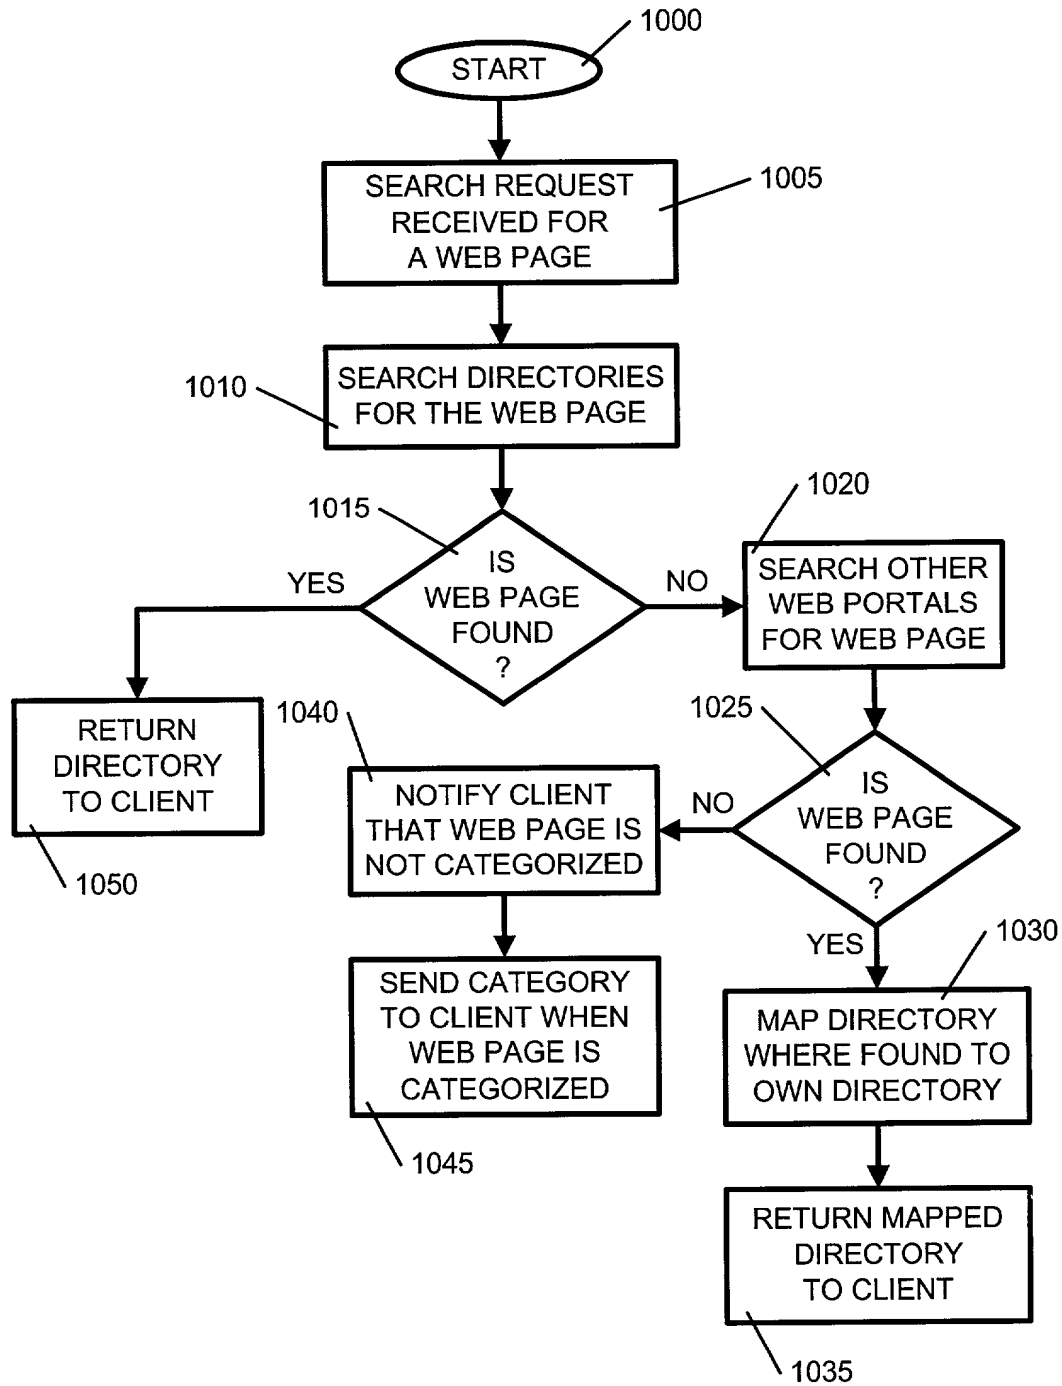 1000
START
1005
SEARCH REQUEST
RECEIVED FOR
A WEB PAGE
1010
SEARCH DIRECTORIES
FOR THE WEB PAGE
1015
IS
WEB PAGE
FOUND
?
YES
NO
1020
SEARCH OTHER
WEB PORTALS
FOR WEB PAGE
RETURN
DIRECTORY
TO CLIENT
1050
1025
IS
WEB PAGE
FOUND
?
NO
YES
1040
NOTIFY CLIENT
THAT WEB PAGE IS
NOT CATEGORIZED
SEND CATEGORY
TO CLIENT WHEN
WEB PAGE IS
CATEGORIZED
1045
1030
MAP DIRECTORY
WHERE FOUND TO
OWN DIRECTORY
RETURN MAPPED
DIRECTORY
TO CLIENT
1035